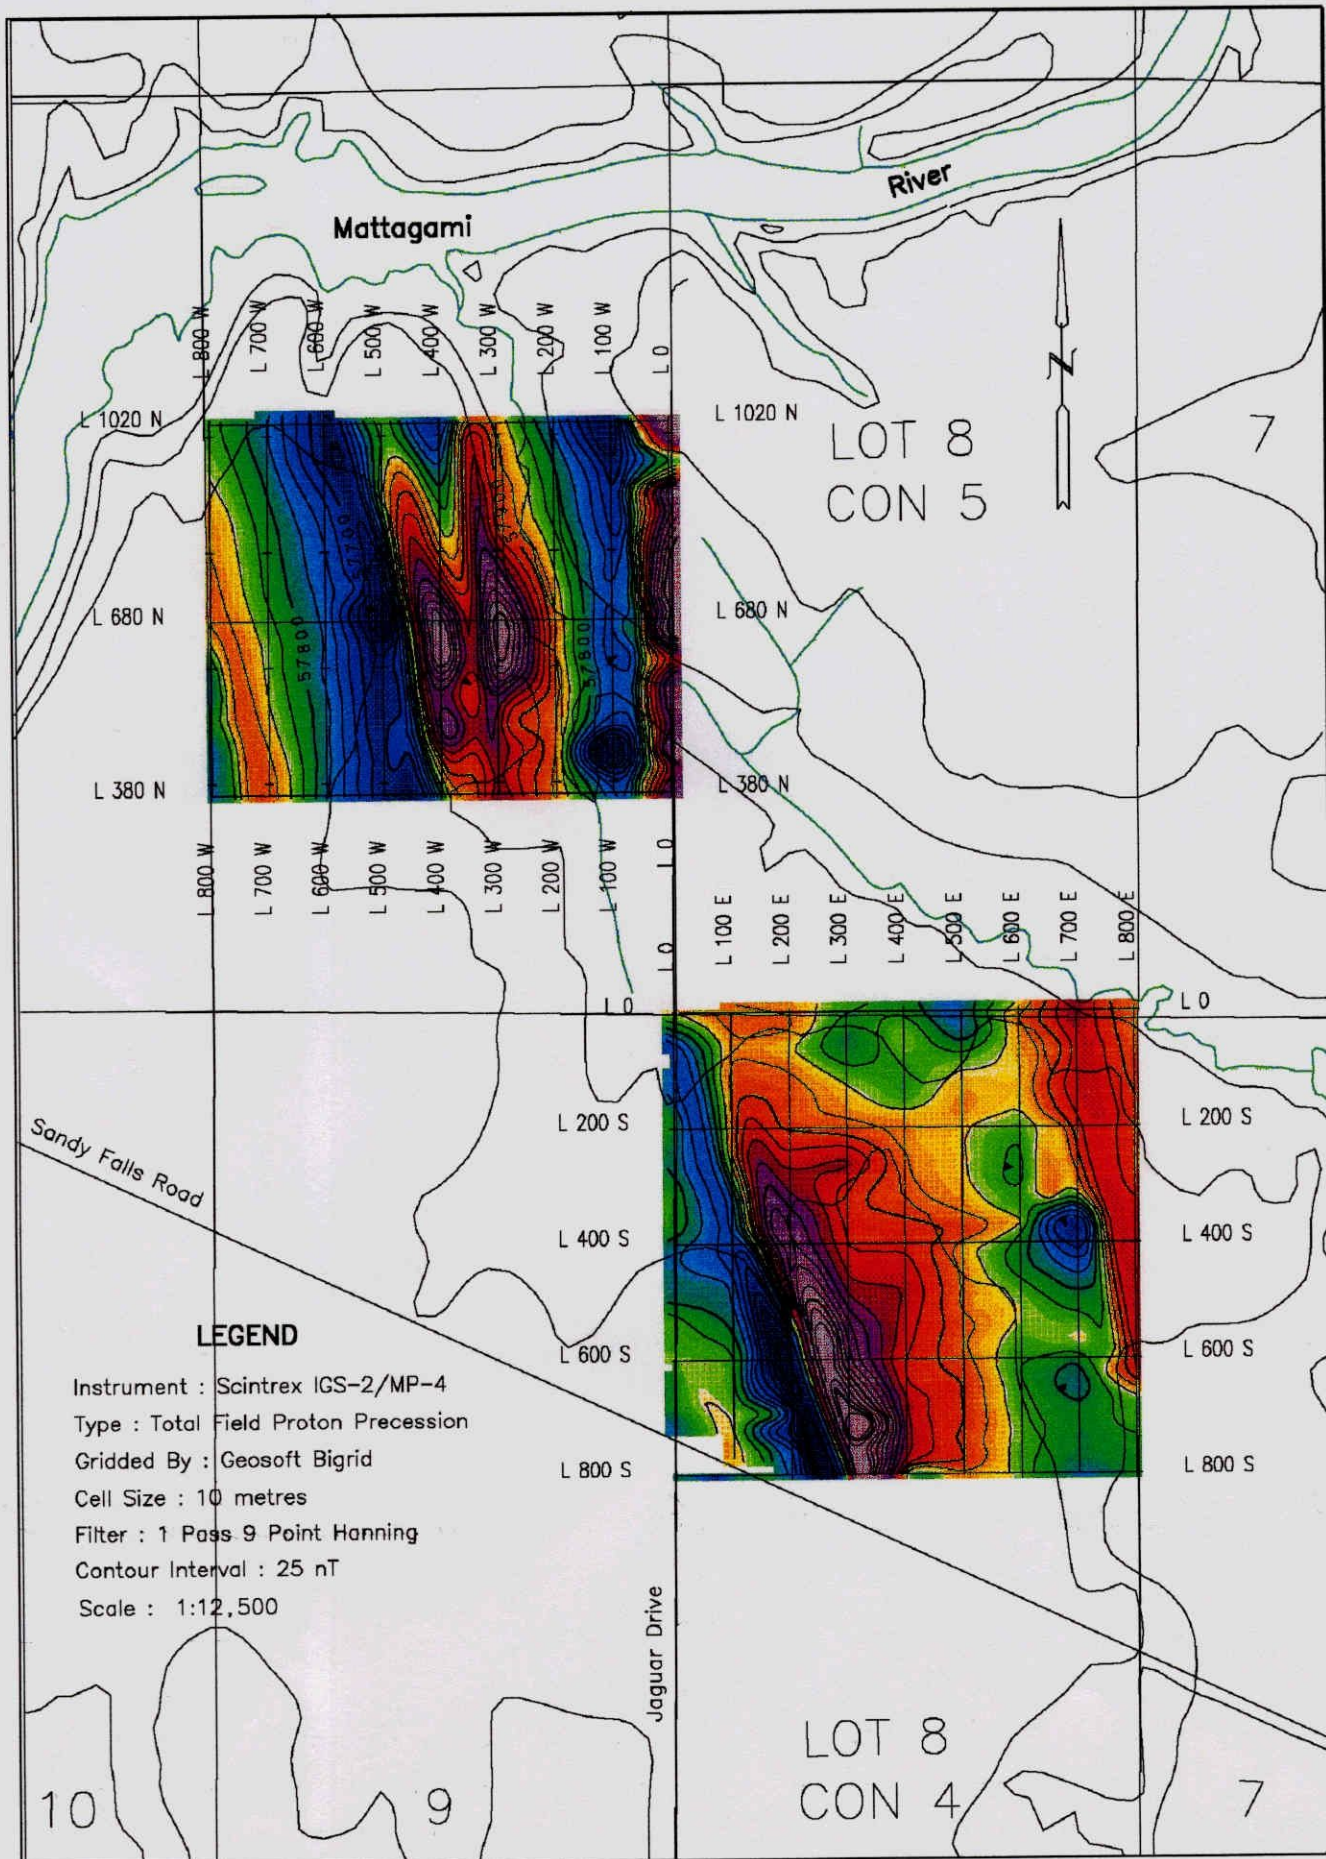 River
Mattagami
L 800 W
L 700 W
L 600 W
L 500 W
L 400 W
L 300 W
L 200 W
L 100 W
L 0
L 1020 N
L 1020 N
LOT 8
CON 5
7
N
57700
57400
L 680 N
L 680 N
57800
57800
L 380 N
L 380 N
L 800 W
L 700 W
L 600 W
L 500 W
L 400 W
L 300 W
L 200 W
L 100 W
L 0
L 0
L 100 E
L 200 E
L 300 E
L 400 E
L 500 E
L 600 E
L 700 E
L 800 E
L 0
L 0
L 200 S
L 200 S
Sandy Falls Road
L 400 S
L 400 S
L 600 S
L 600 S
L 800 S
L 800 S
LEGEND
Instrument : Scintrex IGS-2/MP-4
Type : Total Field Proton Precession
Gridded By : Geosoft Bigrid
Cell Size : 10 metres
Filter : 1 Pass 9 Point Hanning
Contour Interval : 25 nT
Scale : 1:12,500
Jaguar Drive
LOT 8
CON 4
10
9
7